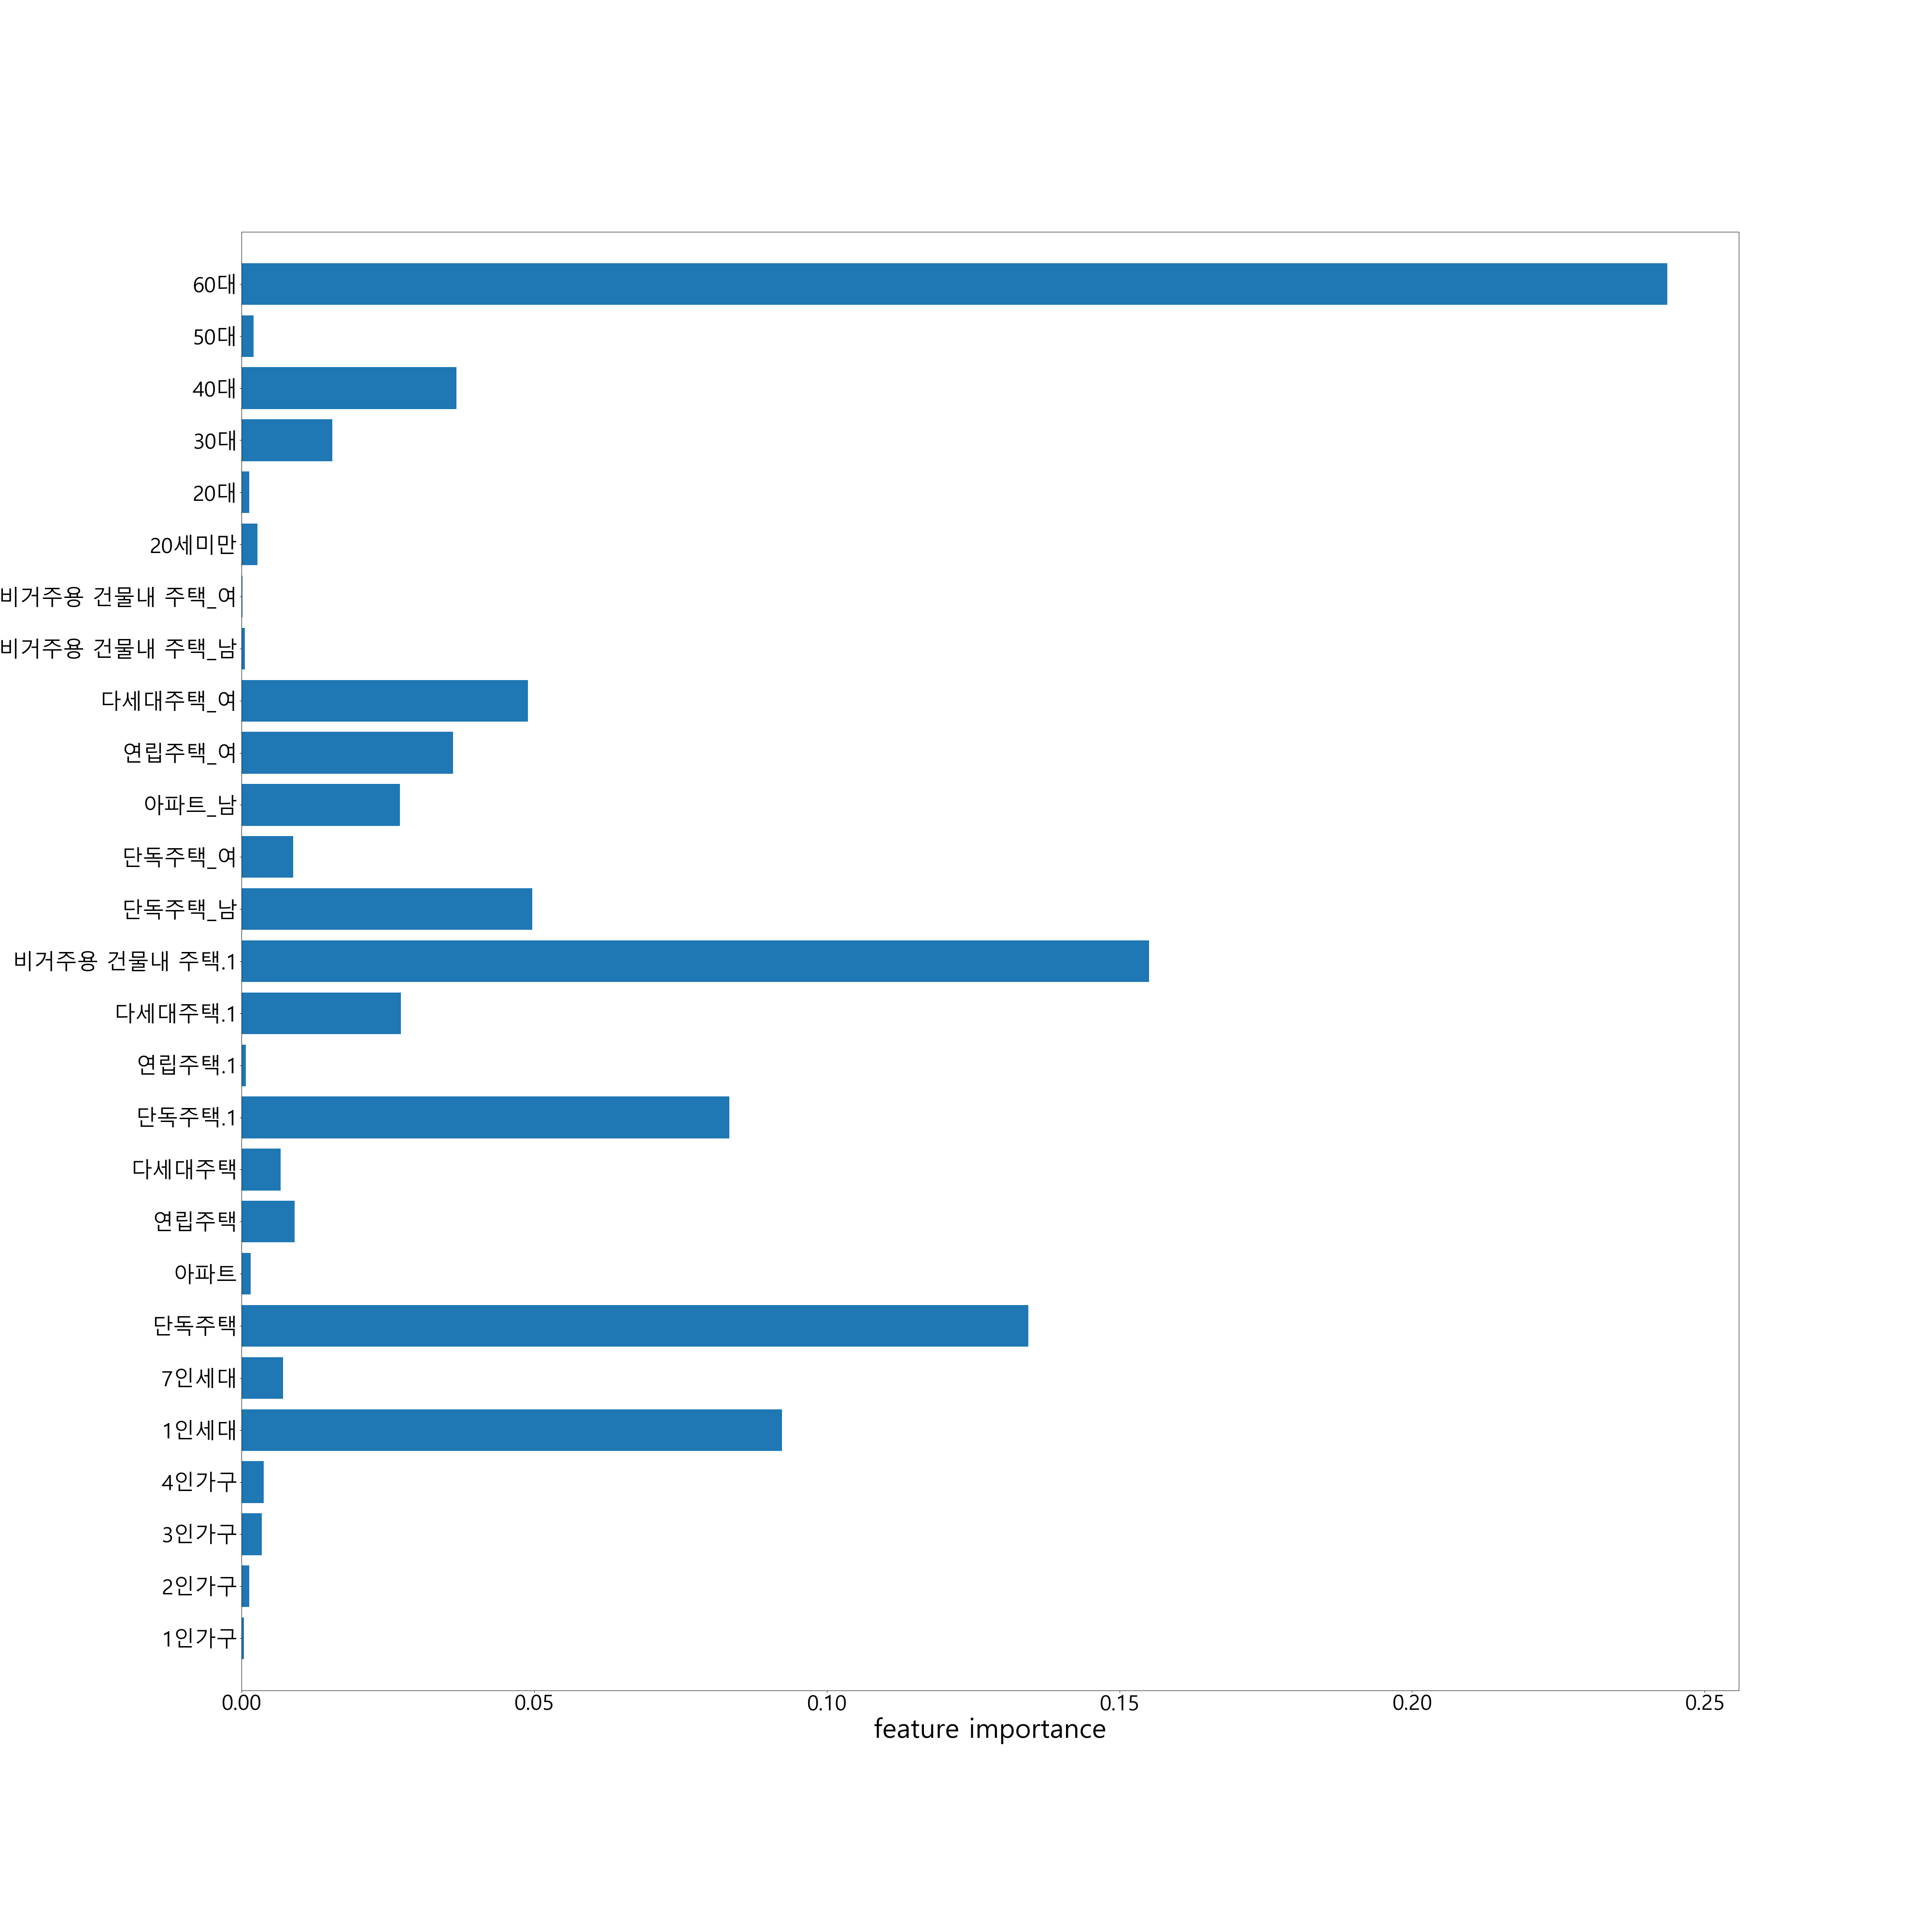 60대
50대
40대
30대
20대
20세미만
비거주용 건물내 주택_여
비거주용 건물내 주택_남
다세대주택_여
연립주택_여
아파트_남
단독주택_여
단독주택_남
비거주용 건물내 주택.1
다세대주택.1
연립주택.1
단독주택.1
다세대주택
연립주택
아파트
단독주택
7인세대
1인세대
4인가구
3인가구
2인가구
1인가구
0.00 0.05 0.10 0.15 0.20 0.25
feature importance